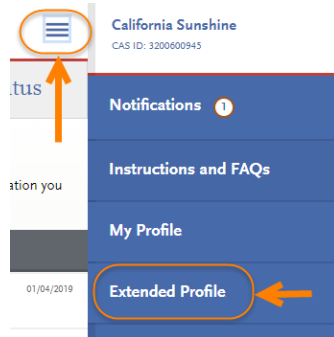 California Sunshine
CAS ID: 3200600945
tus
Notifications 1
Instructions and FAQs
ation you
My Profile
01/04/2019
Extended Profile